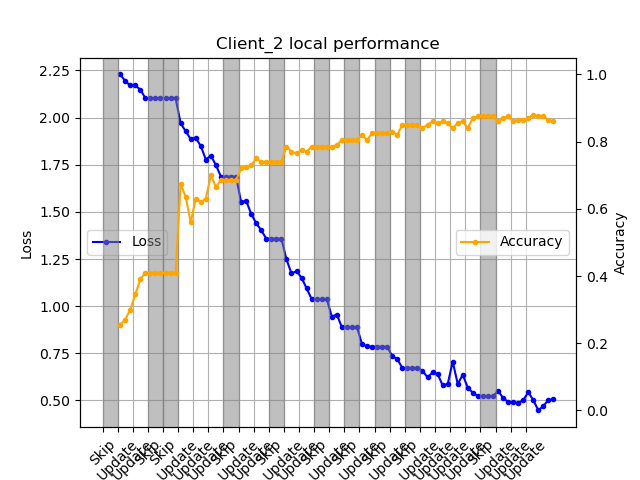 Client_2 local performance
2.25
2.00
1.75
1.50
1.25
1.00
0.75
0.50
Loss
1.0
0.8
0.6
0.4
0.2
0.0
Accuracy
Loss
Accuracy
Skip
Update
Update
Skip
Skip
Update
Update
Update
Skip
Update
Update
Skip
Update
Update
Skip
Update
Skip
Update
Skip
Update
Skip
Update
Update
Update
Update
Skip
Update
Update
Update